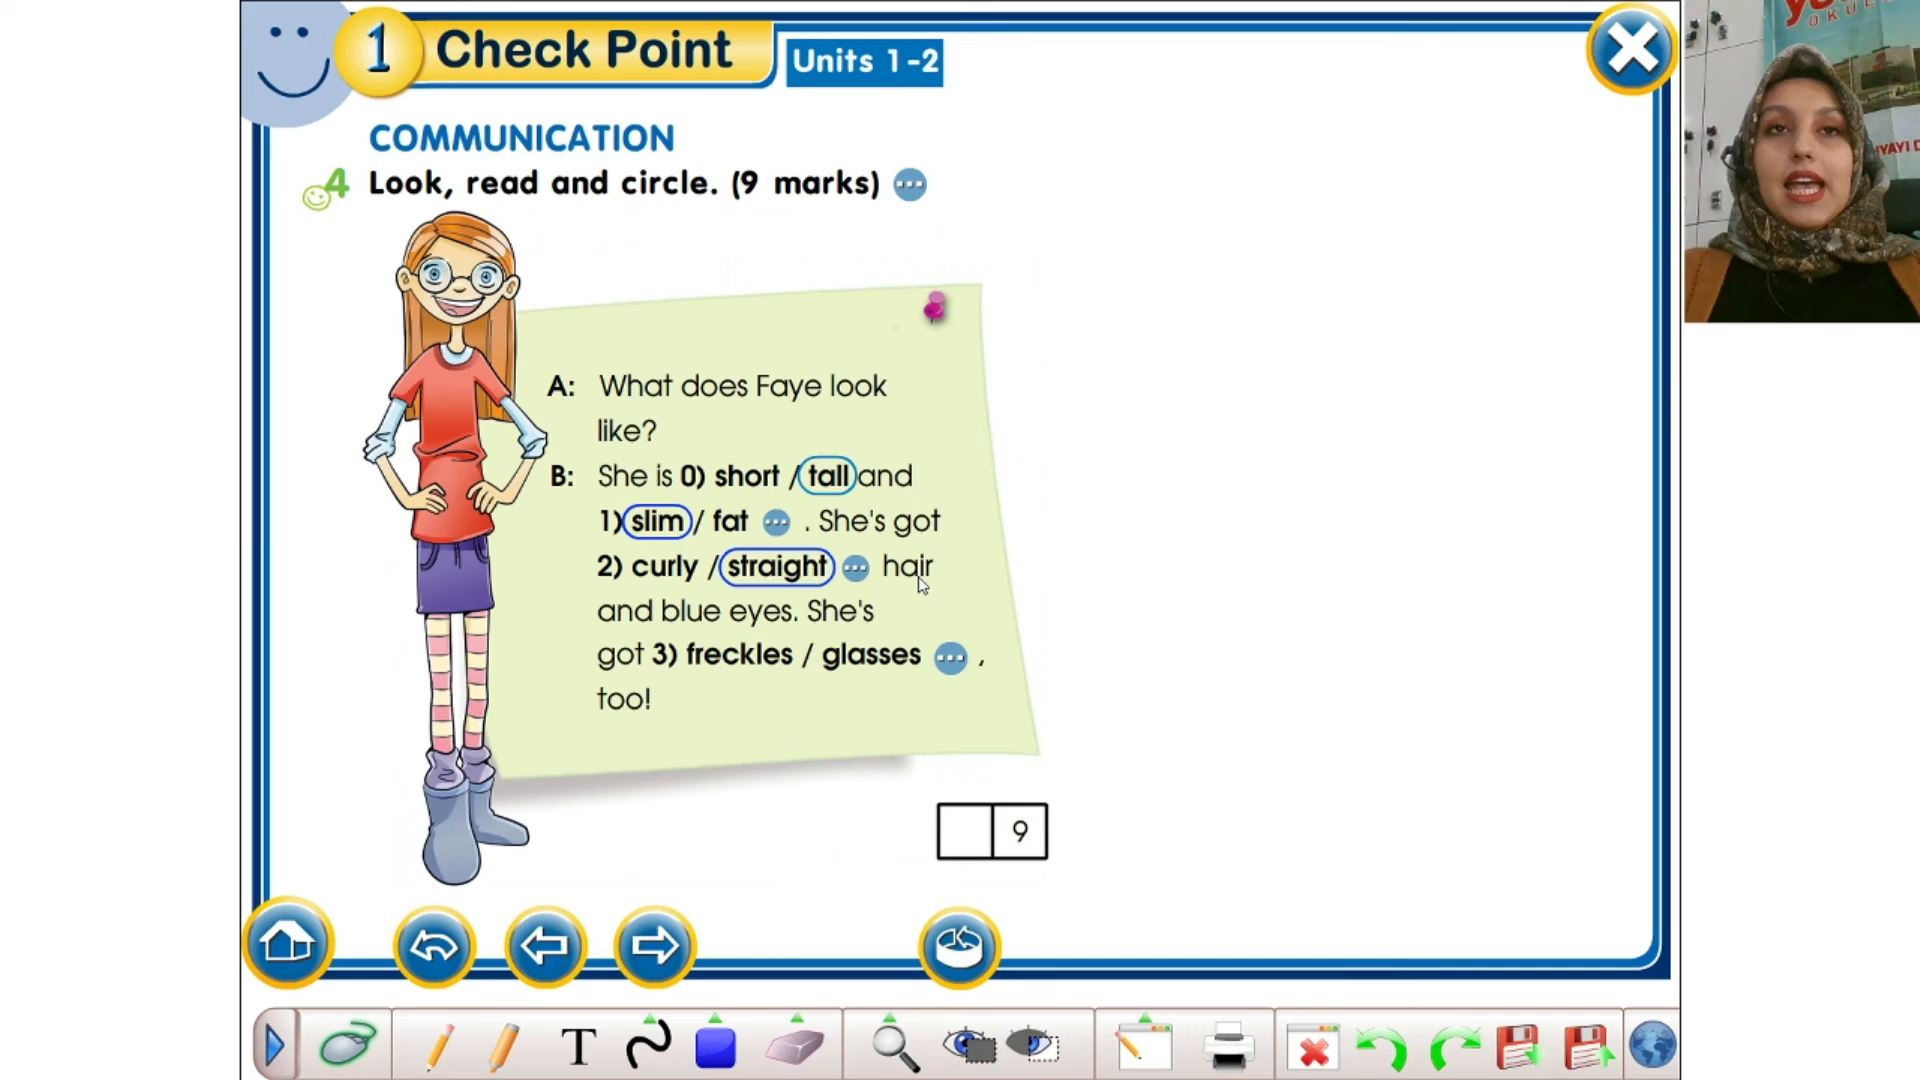 1 Check Point Units 1-2
COMMUNICATION
4 Look, read and circle. (9 marks)
A: What does Faye look
like?
B: She is 0) short / tall and
1) slim / fat . She's got
2) curly / straight hair
and blue eyes. She's
got 3) freckles / glasses ,
too!
9
T
OKUL